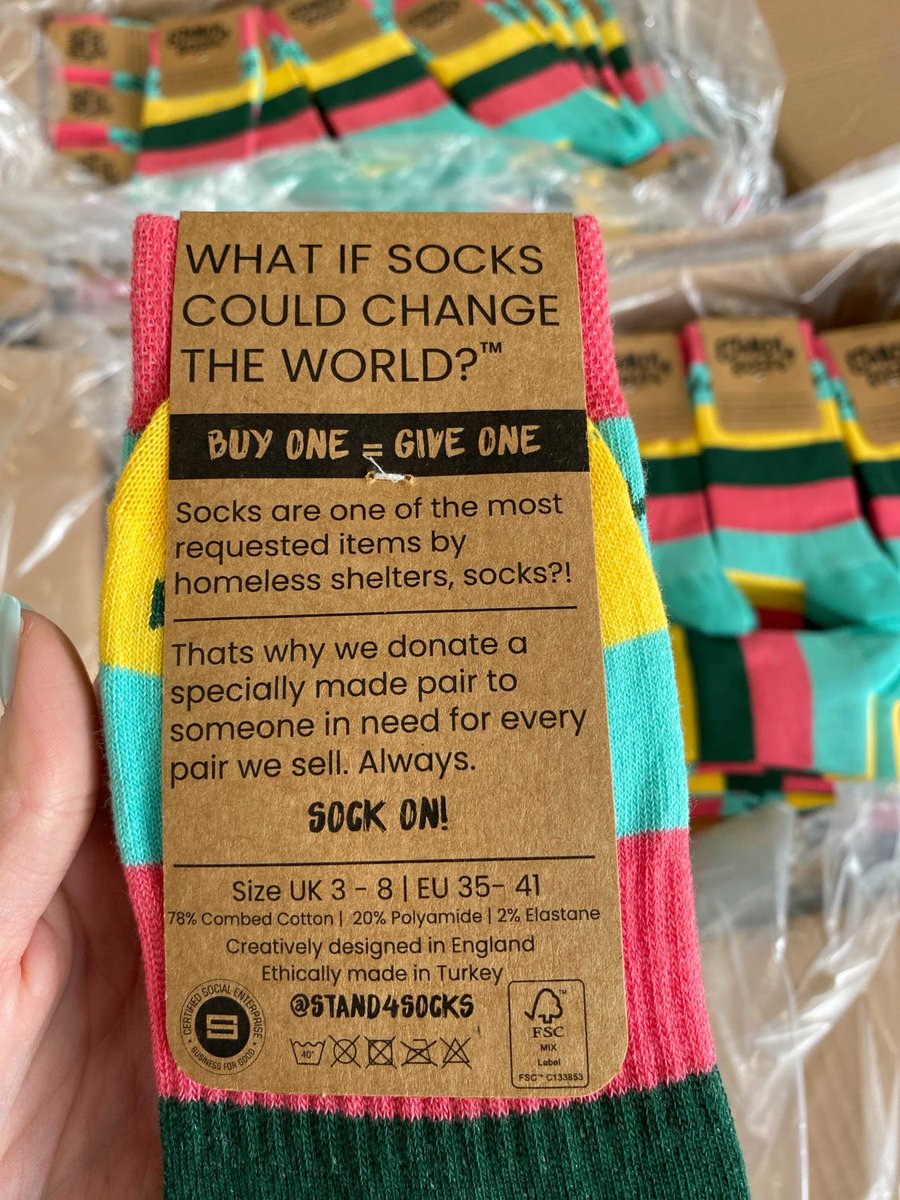 WHAT IF SOCKS
COULD CHANGE
THE WORLD?™
BUY ONE = GIVE ONE
Socks are one of the most
requested items by
homeless shelters, socks?!
Thats why we donate a
specially made pair to
someone in need for every
pair we sell. Always.
SOCK ON!
Size UK 3 - 8 | EU 35- 41
78% Combed Cotton | 20% Polyamide | 2% Elastane
Creatively designed in England
Ethically made in Turkey
@STAND4SOCKS
CERTIFIED SOCIAL ENTERPRISE
BUSINESS FOR GOOD
40°
FSC™
MIX
Label
FSC™ C133853